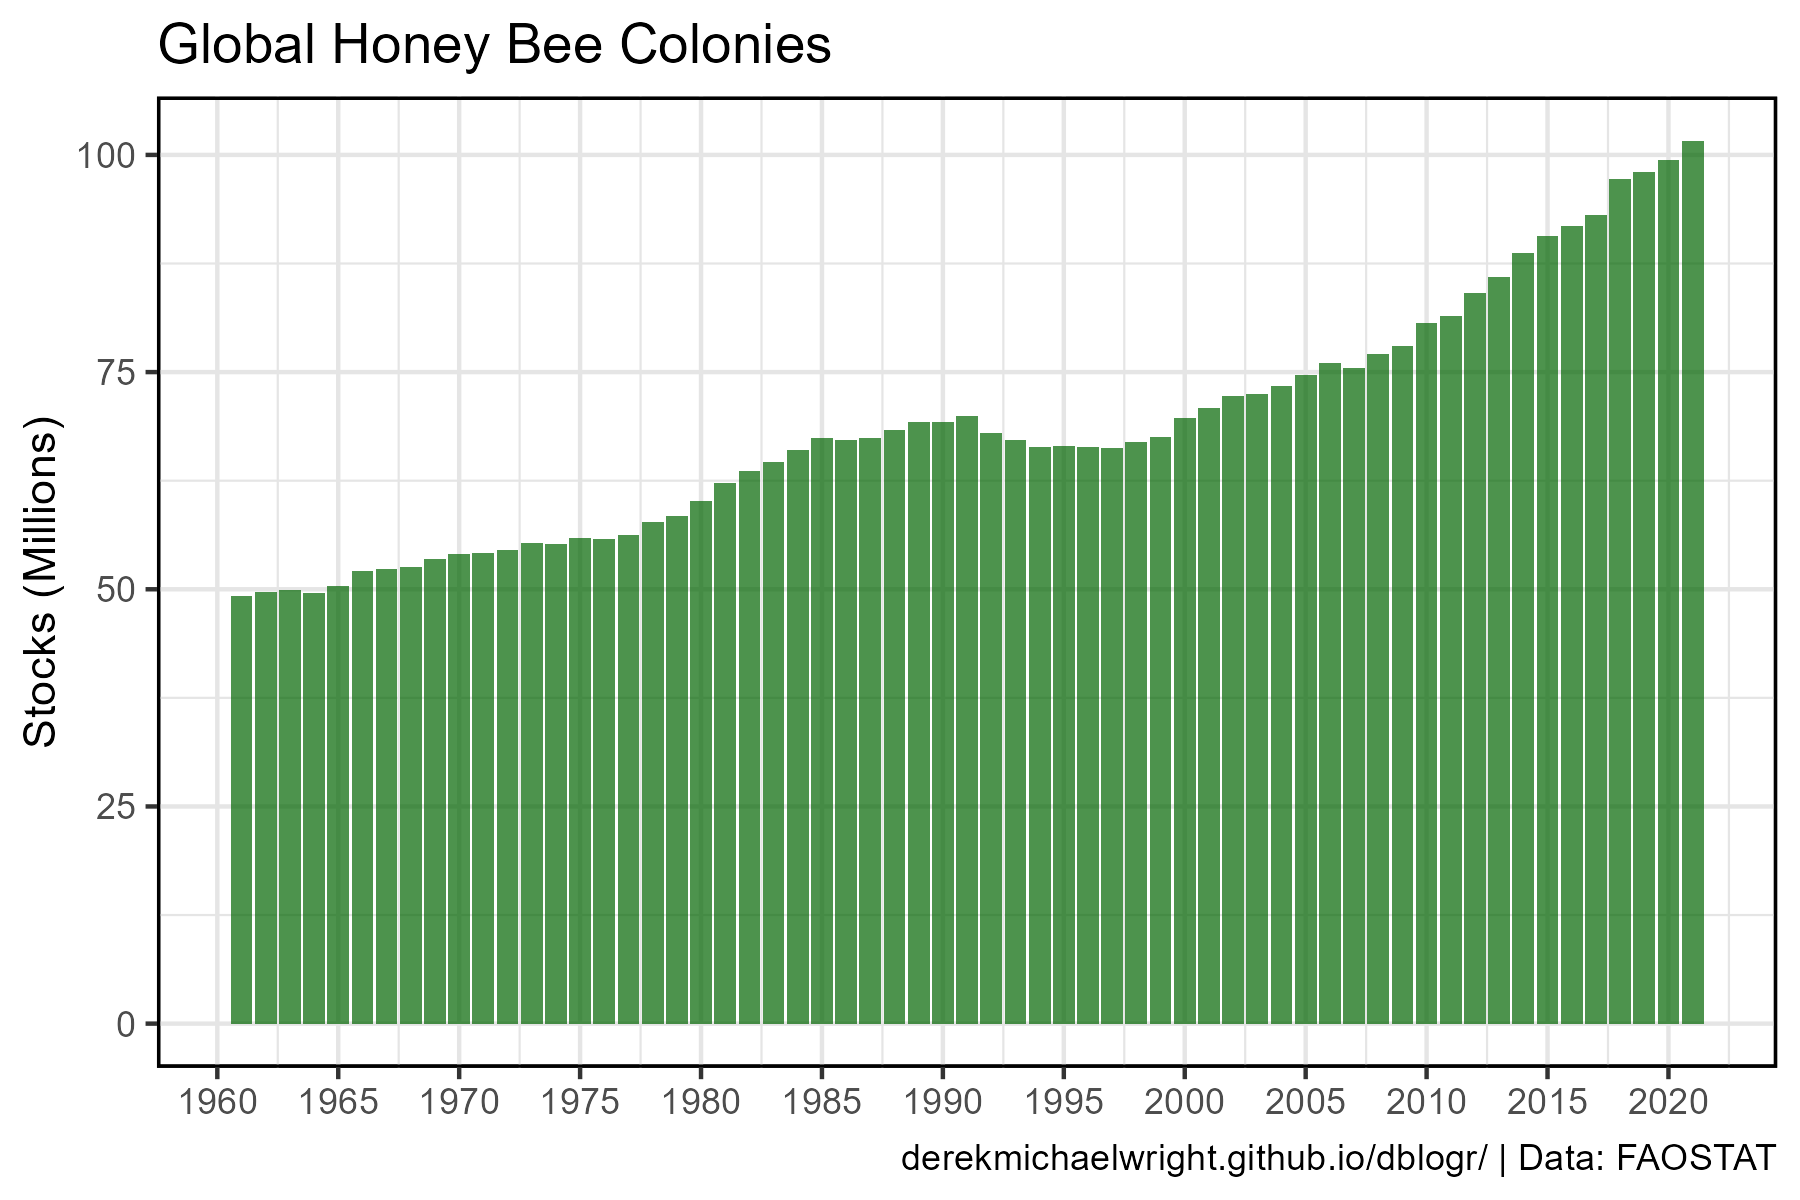 Global Honey Bee Colonies
Stocks (Millions)
100
75
50
25
0
1960 1965 1970 1975 1980 1985 1990 1995 2000 2005 2010 2015 2020
derekmichaelwright.github.io/dblogr/ | Data: FAOSTAT